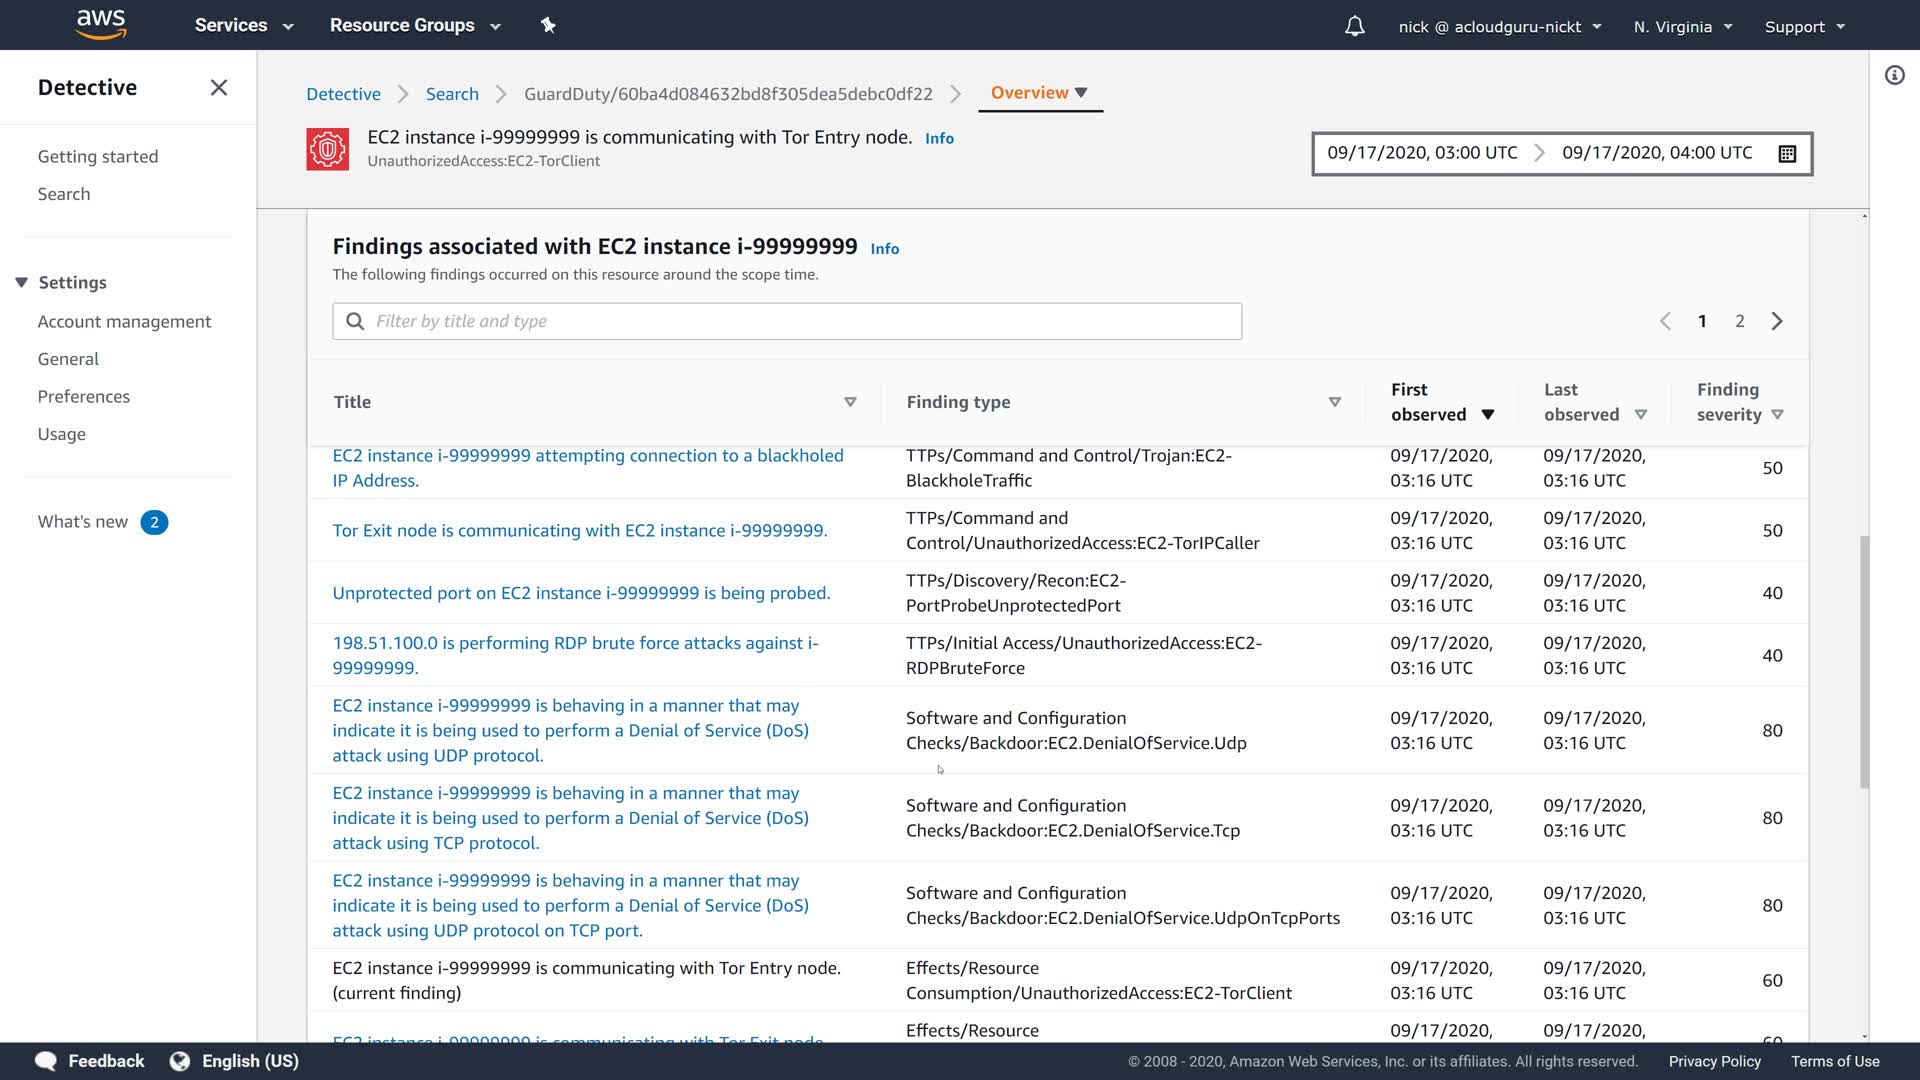 aws
Services
Resource Groups
nick @ acloudguru-nickt
N. Virginia
Support
Detective
Getting started
Search
Settings
Account management
General
Preferences
Usage
What's new 2
Detective
Search
GuardDuty/60ba4d084632bd8f305dea5debc0df22
Overview
EC2 instance i-99999999 is communicating with Tor Entry node. Info
UnauthorizedAccess:EC2-TorClient
09/17/2020, 03:00 UTC
09/17/2020, 04:00 UTC
Findings associated with EC2 instance i-99999999 Info
The following findings occurred on this resource around the scope time.
Filter by title and type
1
2
Title
Finding type
First
observed
Last
observed
Finding
severity
EC2 instance i-99999999 attempting connection to a blackholed
IP Address.
TTPs/Command and Control/Trojan:EC2-
BlackholeTraffic
09/17/2020,
03:16 UTC
09/17/2020,
03:16 UTC
50
Tor Exit node is communicating with EC2 instance i-99999999.
TTPs/Command and
Control/UnauthorizedAccess:EC2-TorIPCaller
09/17/2020,
03:16 UTC
09/17/2020,
03:16 UTC
50
Unprotected port on EC2 instance i-99999999 is being probed.
TTPs/Discovery/Recon:EC2-
PortProbeUnprotectedPort
09/17/2020,
03:16 UTC
09/17/2020,
03:16 UTC
40
198.51.100.0 is performing RDP brute force attacks against i-
99999999.
TTPs/Initial Access/UnauthorizedAccess:EC2-
RDPBruteForce
09/17/2020,
03:16 UTC
09/17/2020,
03:16 UTC
40
EC2 instance i-99999999 is behaving in a manner that may
indicate it is being used to perform a Denial of Service (DoS)
attack using UDP protocol.
Software and Configuration
Checks/Backdoor:EC2.DenialOfService.Udp
09/17/2020,
03:16 UTC
09/17/2020,
03:16 UTC
80
EC2 instance i-99999999 is behaving in a manner that may
indicate it is being used to perform a Denial of Service (DoS)
attack using TCP protocol.
Software and Configuration
Checks/Backdoor:EC2.DenialOfService.Tcp
09/17/2020,
03:16 UTC
09/17/2020,
03:16 UTC
80
EC2 instance i-99999999 is behaving in a manner that may
indicate it is being used to perform a Denial of Service (DoS)
attack using UDP protocol on TCP port.
Software and Configuration
Checks/Backdoor:EC2.DenialOfService.UdpOnTcpPorts
09/17/2020,
03:16 UTC
09/17/2020,
03:16 UTC
80
EC2 instance i-99999999 is communicating with Tor Entry node.
(current finding)
Effects/Resource
Consumption/UnauthorizedAccess:EC2-TorClient
09/17/2020,
03:16 UTC
09/17/2020,
03:16 UTC
60
EC2 instance i-99999999 is communicating with Tor Exit node
Effects/Resource
09/17/2020,
09/17/2020,
60
Feedback
English (US)
© 2008 - 2020, Amazon Web Services, Inc. or its affiliates. All rights reserved.
Privacy Policy
Terms of Use